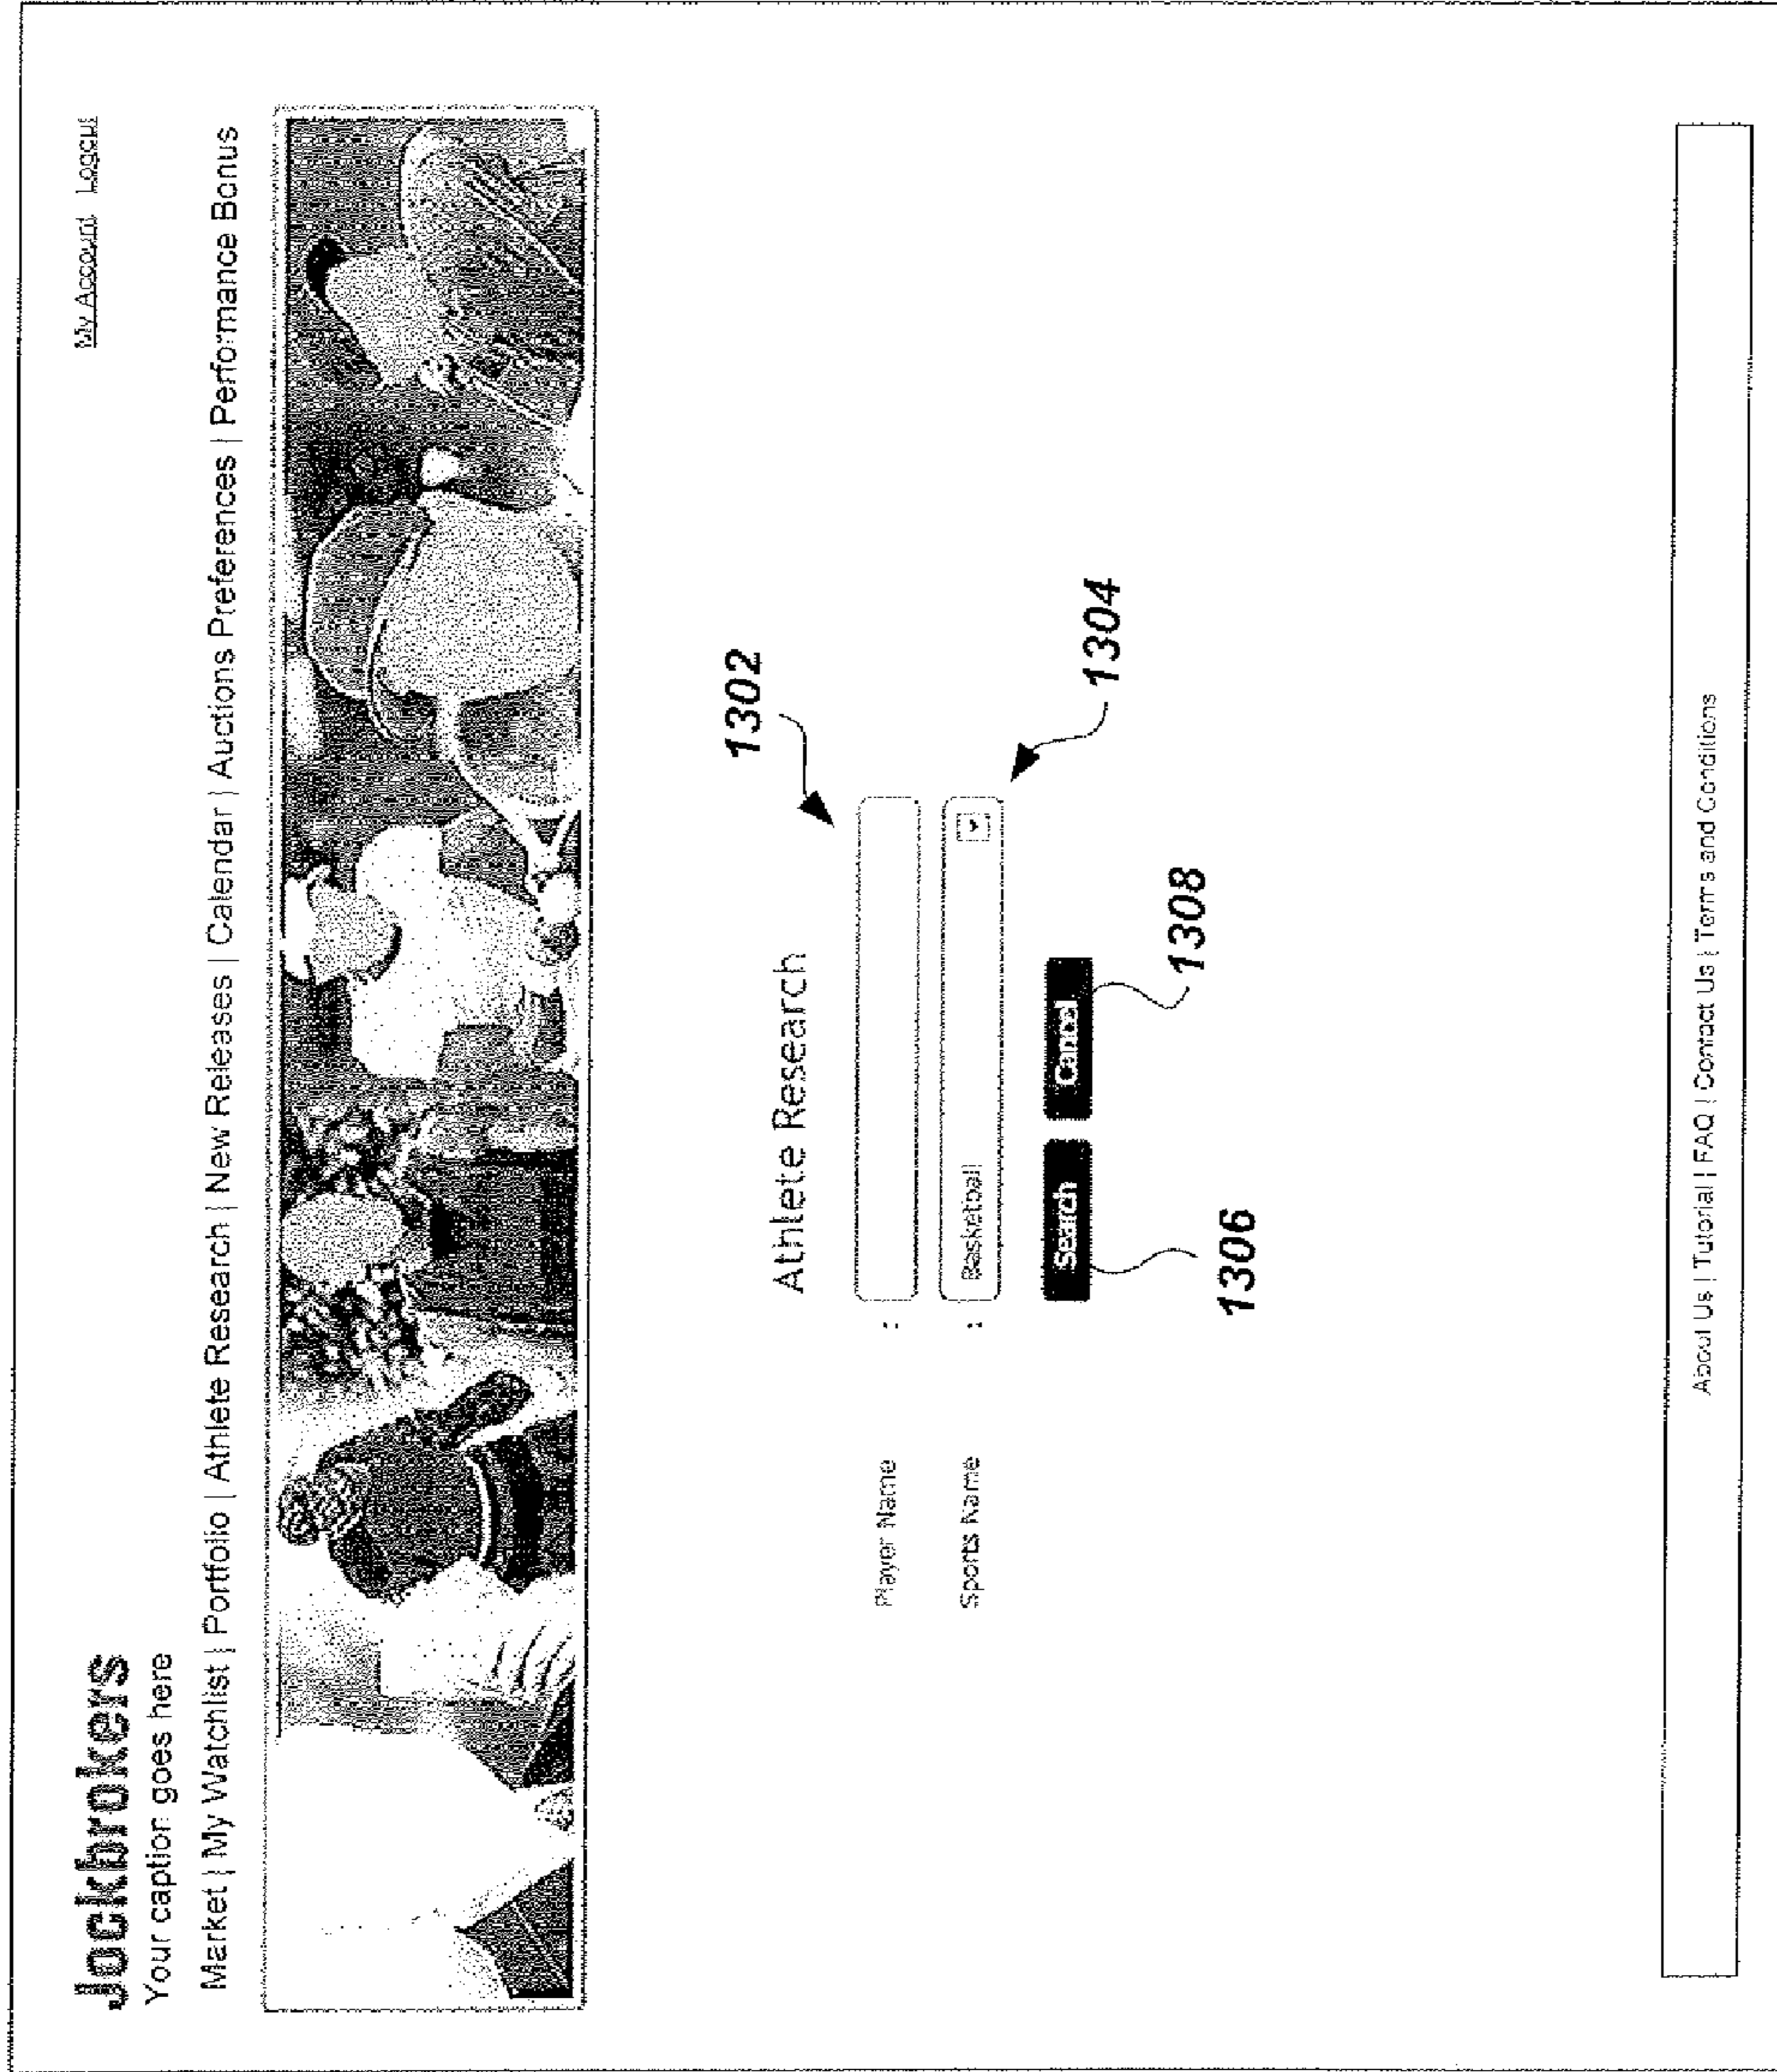 My Account Logout
Jockbrokers
Your caption goes here
Market | My Watchlist | Portfolio | Athlete Research | New Releases | Calendar | Auctions Preferences | Performance Bonus
Athlete Research
1302
Player Name :
Sports Name : Basketball
1304
Search Cancel
1306
1308
About Us | Tutorial | FAQ | Contact Us | Terms and Conditions